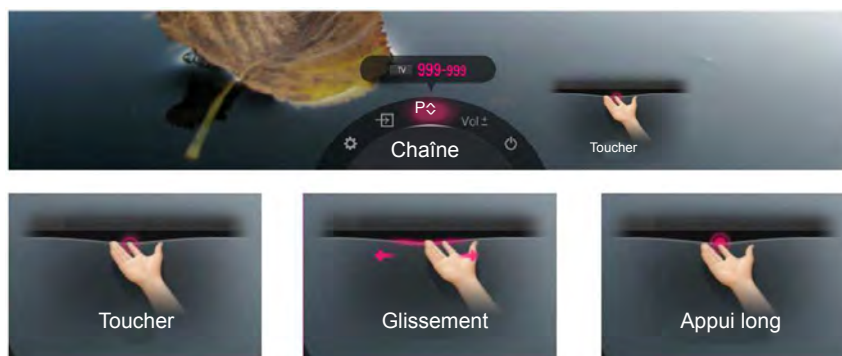 TV 999-999
P
Vol ±
Chaîne
Toucher
Toucher
Glissement
Appui long